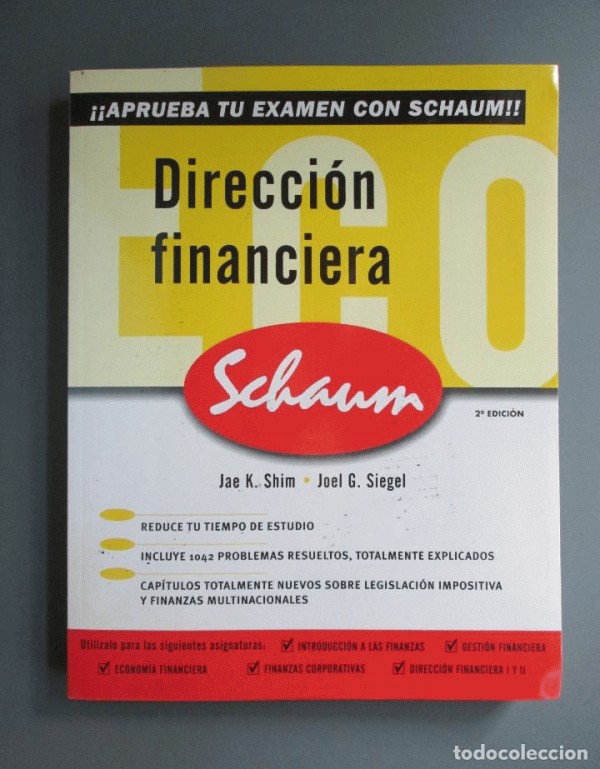 ¡¡APRUEBA TU EXAMEN CON SCHAUM!!
ECO
Dirección
financiera
Schaum
2ª EDICIÓN
Jae K. Shim • Joel G. Siegel
REDUCE TU TIEMPO DE ESTUDIO
INCLUYE 1042 PROBLEMAS RESUELTOS, TOTALMENTE EXPLICADOS
CAPÍTULOS TOTALMENTE NUEVOS SOBRE LEGISLACIÓN IMPOSITIVA
Y FINANZAS MULTINACIONALES
Utilízalo para las siguientes asignaturas: INTRODUCCIÓN A LAS FINANZAS GESTIÓN FINANCIERA
ECONOMÍA FINANCIERA FINANZAS CORPORATIVAS DIRECCIÓN FINANCIERA I Y II
todocoleccion